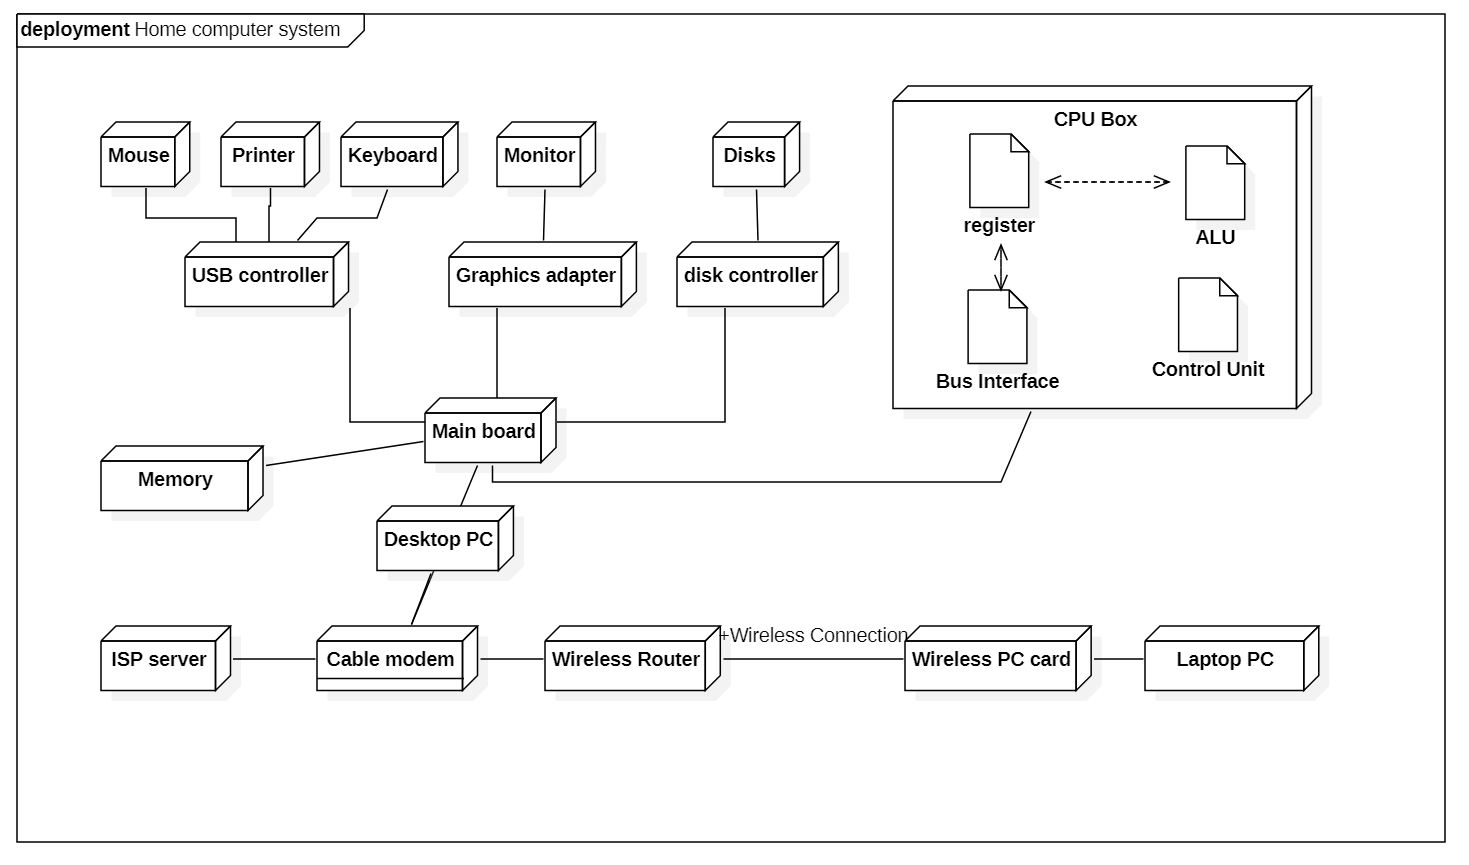 deployment Home computer system
CPU Box
Mouse
Printer
Keyboard
Monitor
Disks
register
ALU
USB controller
Graphics adapter
disk controller
Bus Interface
Control Unit
Main board
Memory
Desktop PC
+Wireless Connection
ISP server
Cable modem
Wireless Router
Wireless PC card
Laptop PC